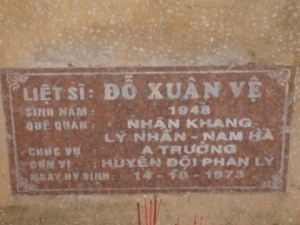 LIỆT SĨ: ĐỖ XUÂN VỆ
SINH NĂM: 1948
QUÊ QUÁN: NHÂN KHANG
LÝ NHÂN - NAM HÀ
CHỨC VỤ: A TRƯỞNG
ĐƠN VỊ: HUYỆN ĐỘI PHAN LÝ
NGÀY HY SINH: 14-10-1973